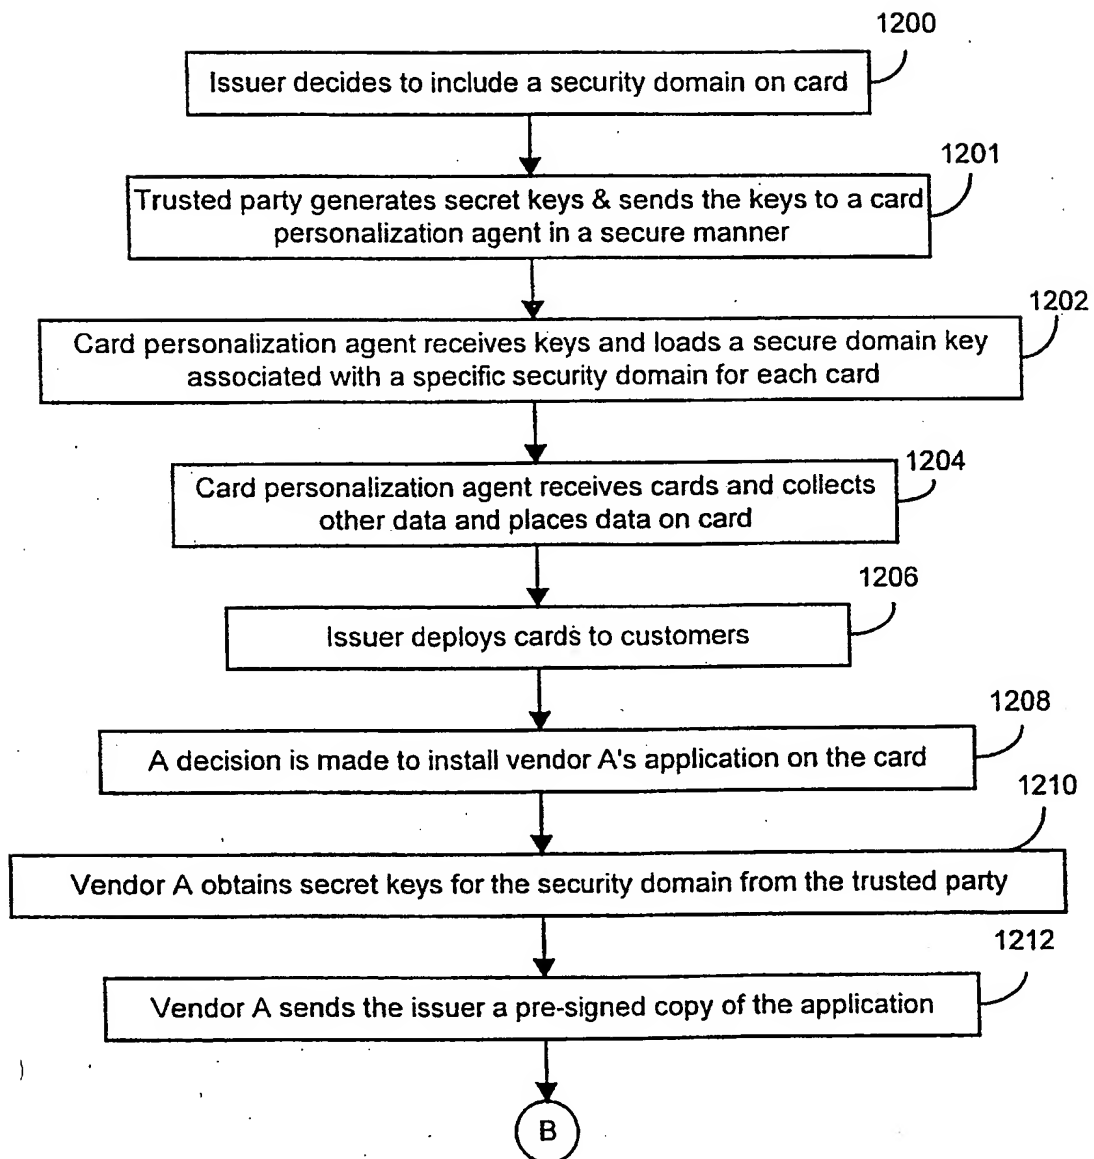 1200
Issuer decides to include a security domain on card
1201
Trusted party generates secret keys & sends the keys to a card
personalization agent in a secure manner
1202
Card personalization agent receives keys and loads a secure domain key
associated with a specific security domain for each card
1204
Card personalization agent receives cards and collects
other data and places data on card
1206
Issuer deploys cards to customers
1208
A decision is made to install vendor A's application on the card
1210
Vendor A obtains secret keys for the security domain from the trusted party
1212
Vendor A sends the issuer a pre-signed copy of the application
B